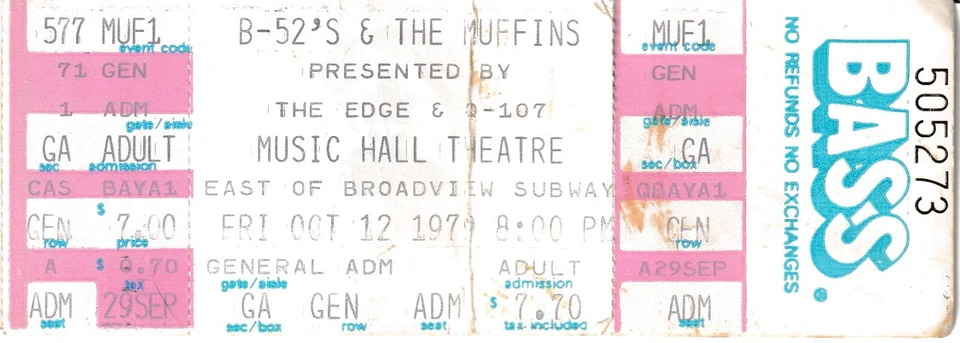 577 MUF1
event code
71 GEN
1 ADM
gate/aisle
GA ADULT
sec admission
CAS BAYA1
$
GEN 7.00
row price
A $ 0.70
tax
ADM 29SEP
seat
B-52'S & THE MUFFINS
PRESENTED BY
THE EDGE & Q-107
MUSIC HALL THEATRE
EAST OF BROADVIEW SUBWAY
FRI OCT 12 1979 8:00 PM
GENERAL ADM ADULT
gate/aisle admission
GA GEN ADM $ 7.70
sec/box row seat tax included
MUF1
event code
GEN
ADM
gate/aisle
GA
sec/box
QBAYA1
GEN
row
A29SEP
ADM
seat
NO REFUNDS NO EXCHANGES
BASS
505273